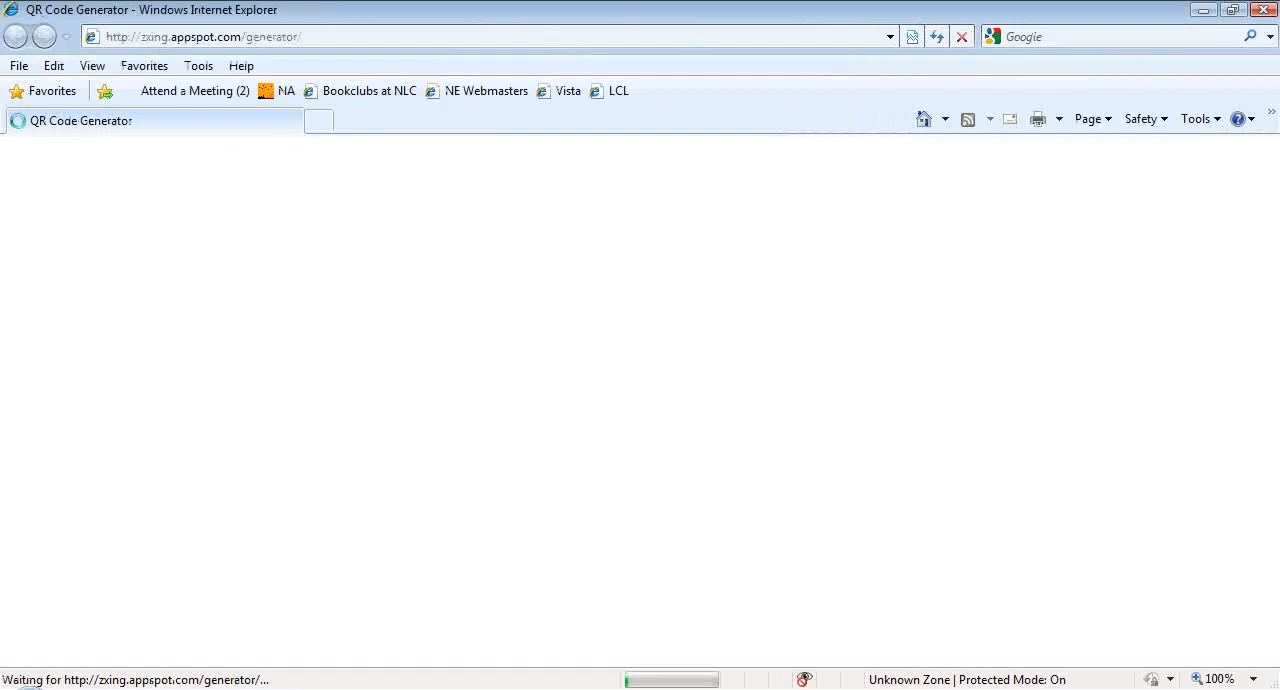 QR Code Generator - Windows Internet Explorer
http://zxing.appspot.com/generator/
Google
File Edit View Favorites Tools Help
Favorites Attend a Meeting (2) NA Bookclubs at NLC NE Webmasters Vista LCL
QR Code Generator
Page Safety Tools
Waiting for http://zxing.appspot.com/generator/... Unknown Zone | Protected Mode: On 100%